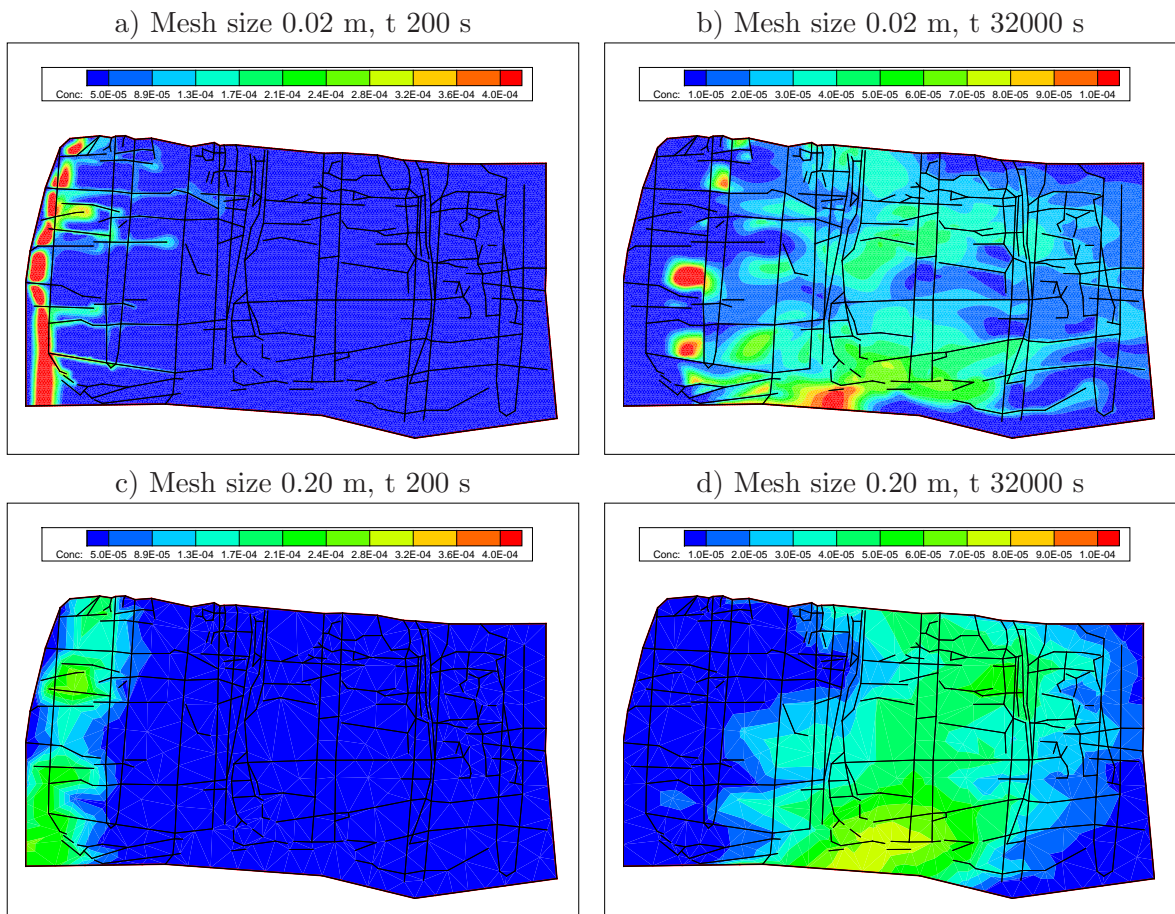 a) Mesh size 0.02 m, t 200 s
Conc: 5.0E-05 8.9E-05 1.3E-04 1.7E-04 2.1E-04 2.4E-04 2.8E-04 3.2E-04 3.6E-04 4.0E-04
b) Mesh size 0.02 m, t 32000 s
Conc: 1.0E-05 2.0E-05 3.0E-05 4.0E-05 5.0E-05 6.0E-05 7.0E-05 8.0E-05 9.0E-05 1.0E-04
c) Mesh size 0.20 m, t 200 s
Conc: 5.0E-05 8.9E-05 1.3E-04 1.7E-04 2.1E-04 2.4E-04 2.8E-04 3.2E-04 3.6E-04 4.0E-04
d) Mesh size 0.20 m, t 32000 s
Conc: 1.0E-05 2.0E-05 3.0E-05 4.0E-05 5.0E-05 6.0E-05 7.0E-05 8.0E-05 9.0E-05 1.0E-04